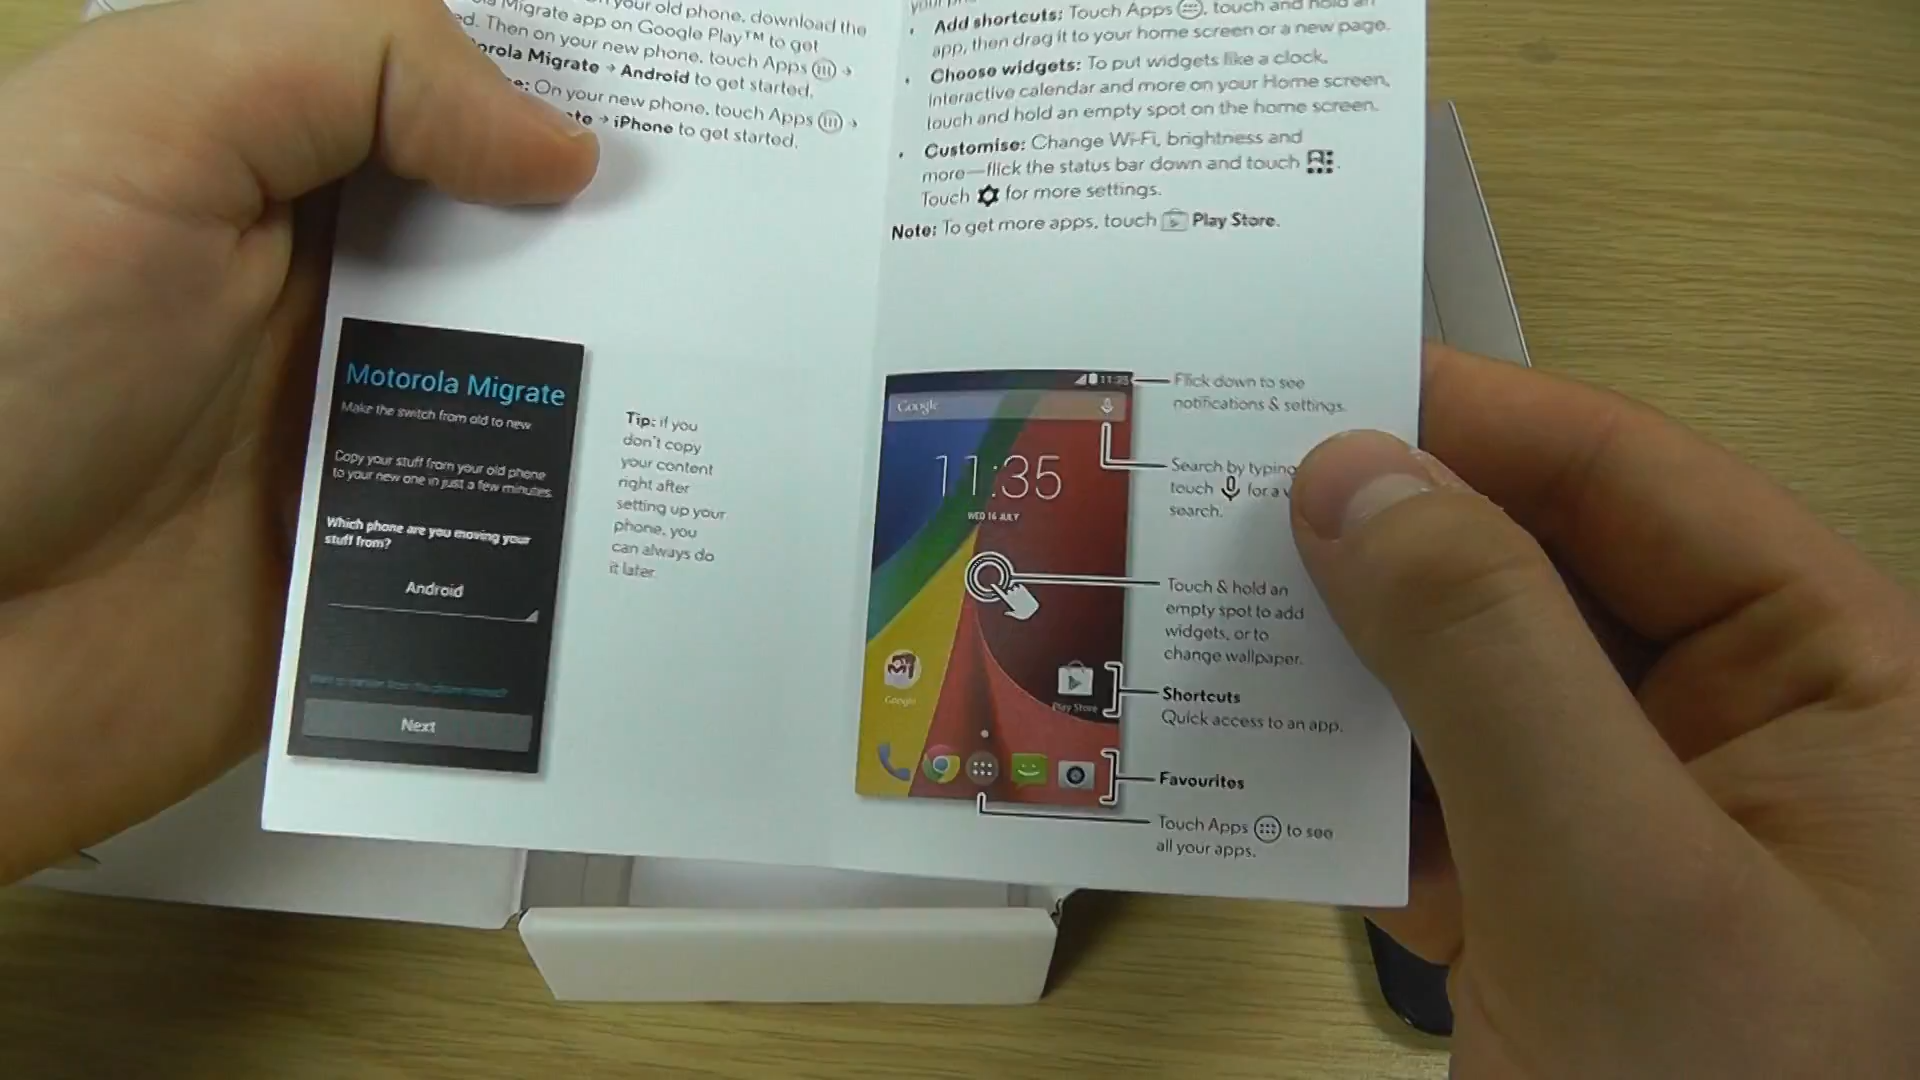 your old phone, download the
Migrate app on Google Play™ to get
Then on your new phone, touch Apps →
Migrate → Android to get started.
On your new phone, touch Apps →
→ iPhone to get started.
Motorola Migrate
Make the switch from old to new
Copy your stuff from your old phone
to your new one in just a few minutes.
Which phone are you moving your
stuff from?
Android
Next
Tip: if you
don't copy
your content
right after
setting up your
phone, you
can always do
it later.
• Add shortcuts: Touch Apps , touch and hold an
app, then drag it to your home screen or a new page.
• Choose widgets: To put widgets like a clock,
interactive calendar and more on your Home screen,
touch and hold an empty spot on the home screen.
• Customise: Change Wi-Fi, brightness and
more—flick the status bar down and touch .
Touch for more settings.
Note: To get more apps, touch Play Store.
11:35
Google
11:35
WED 16 JULY
Google
Play Store
Flick down to see
notifications & settings.
Search by typing
touch for a
search.
Touch & hold an
empty spot to add
widgets, or to
change wallpaper.
Shortcuts
Quick access to an app.
Favourites
Touch Apps to see
all your apps.